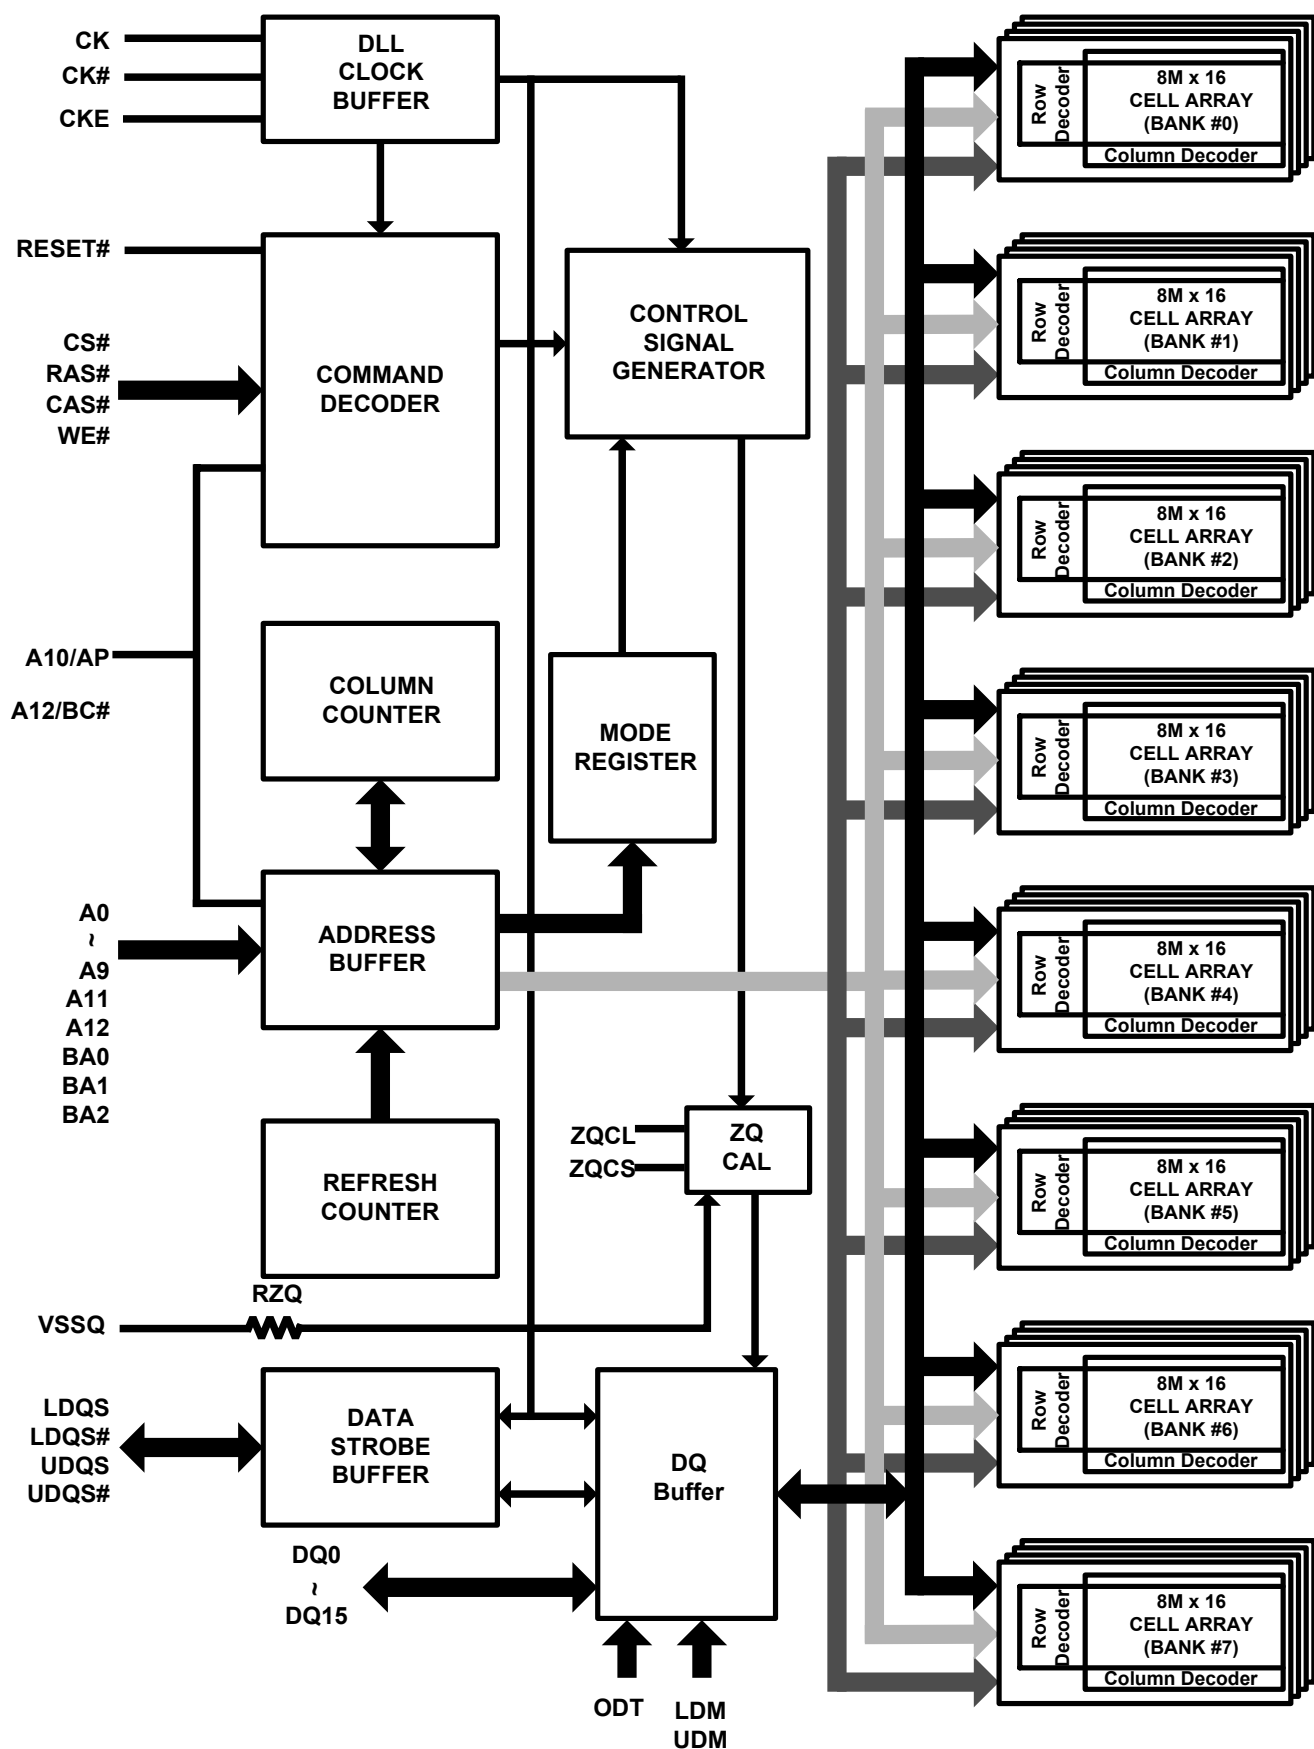 CK
CK#
CKE
DLL
CLOCK
BUFFER
RESET#
CS#
RAS#
CAS#
WE#
COMMAND
DECODER
CONTROL
SIGNAL
GENERATOR
A10/AP
A12/BC#
COLUMN
COUNTER
MODE
REGISTER
A0
~
A9
A11
A12
BA0
BA1
BA2
ADDRESS
BUFFER
REFRESH
COUNTER
ZQCL
ZQCS
ZQ
CAL
RZQ
VSSQ
LDQS
LDQS#
UDQS
UDQS#
DATA
STROBE
BUFFER
DQ
Buffer
DQ0
~
DQ15
ODT
LDM
UDM
Row
Decoder
8M x 16
CELL ARRAY
(BANK #0)
Column Decoder
Row
Decoder
8M x 16
CELL ARRAY
(BANK #1)
Column Decoder
Row
Decoder
8M x 16
CELL ARRAY
(BANK #2)
Column Decoder
Row
Decoder
8M x 16
CELL ARRAY
(BANK #3)
Column Decoder
Row
Decoder
8M x 16
CELL ARRAY
(BANK #4)
Column Decoder
Row
Decoder
8M x 16
CELL ARRAY
(BANK #5)
Column Decoder
Row
Decoder
8M x 16
CELL ARRAY
(BANK #6)
Column Decoder
Row
Decoder
8M x 16
CELL ARRAY
(BANK #7)
Column Decoder